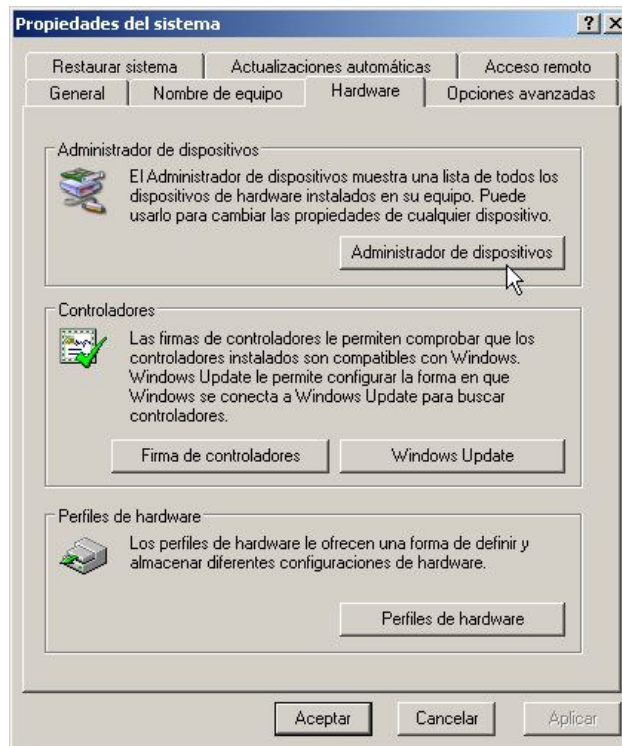 Propiedades del sistema
Restaurar sistema Actualizaciones automáticas Acceso remoto
General Nombre de equipo Hardware Opciones avanzadas
Administrador de dispositivos
El Administrador de dispositivos muestra una lista de todos los
dispositivos de hardware instalados en su equipo. Puede
usarlo para cambiar las propiedades de cualquier dispositivo.
Administrador de dispositivos
Controladores
Las firmas de controladores le permiten comprobar que los
controladores instalados son compatibles con Windows.
Windows Update le permite configurar la forma en que
Windows se conecta a Windows Update para buscar
controladores.
Firma de controladores Windows Update
Perfiles de hardware
Los perfiles de hardware le ofrecen una forma de definir y
almacenar diferentes configuraciones de hardware.
Perfiles de hardware
Aceptar Cancelar Aplicar